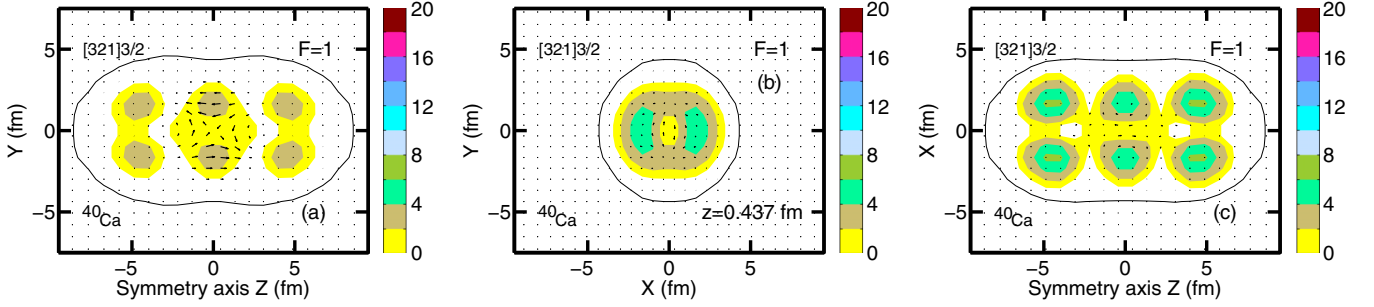 [321]3/2 F=1
5
0
−5
Y (fm)
40Ca (a)
−5 0 5
Symmetry axis Z (fm)
20
16
12
8
4
0
[321]3/2 F=1
(b)
5
0
−5
Y (fm)
40Ca z=0.437 fm
−5 0 5
X (fm)
20
16
12
8
4
0
[321]3/2 F=1
5
0
−5
X (fm)
40Ca (c)
−5 0 5
Symmetry axis Z (fm)
20
16
12
8
4
0